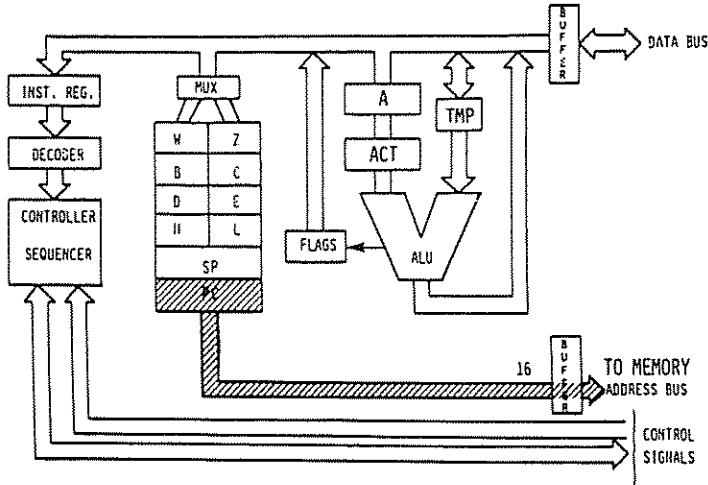 BUFFER
DATA BUS
INST. REG.
MUX
A
TMP
W Z
DECODER
ACT
B C
D E
H L
CONTROLLER
SEQUENCER
FLAGS
ALU
SP
PC
16
BUFFER
TO MEMORY
ADDRESS BUS
CONTROL
SIGNALS